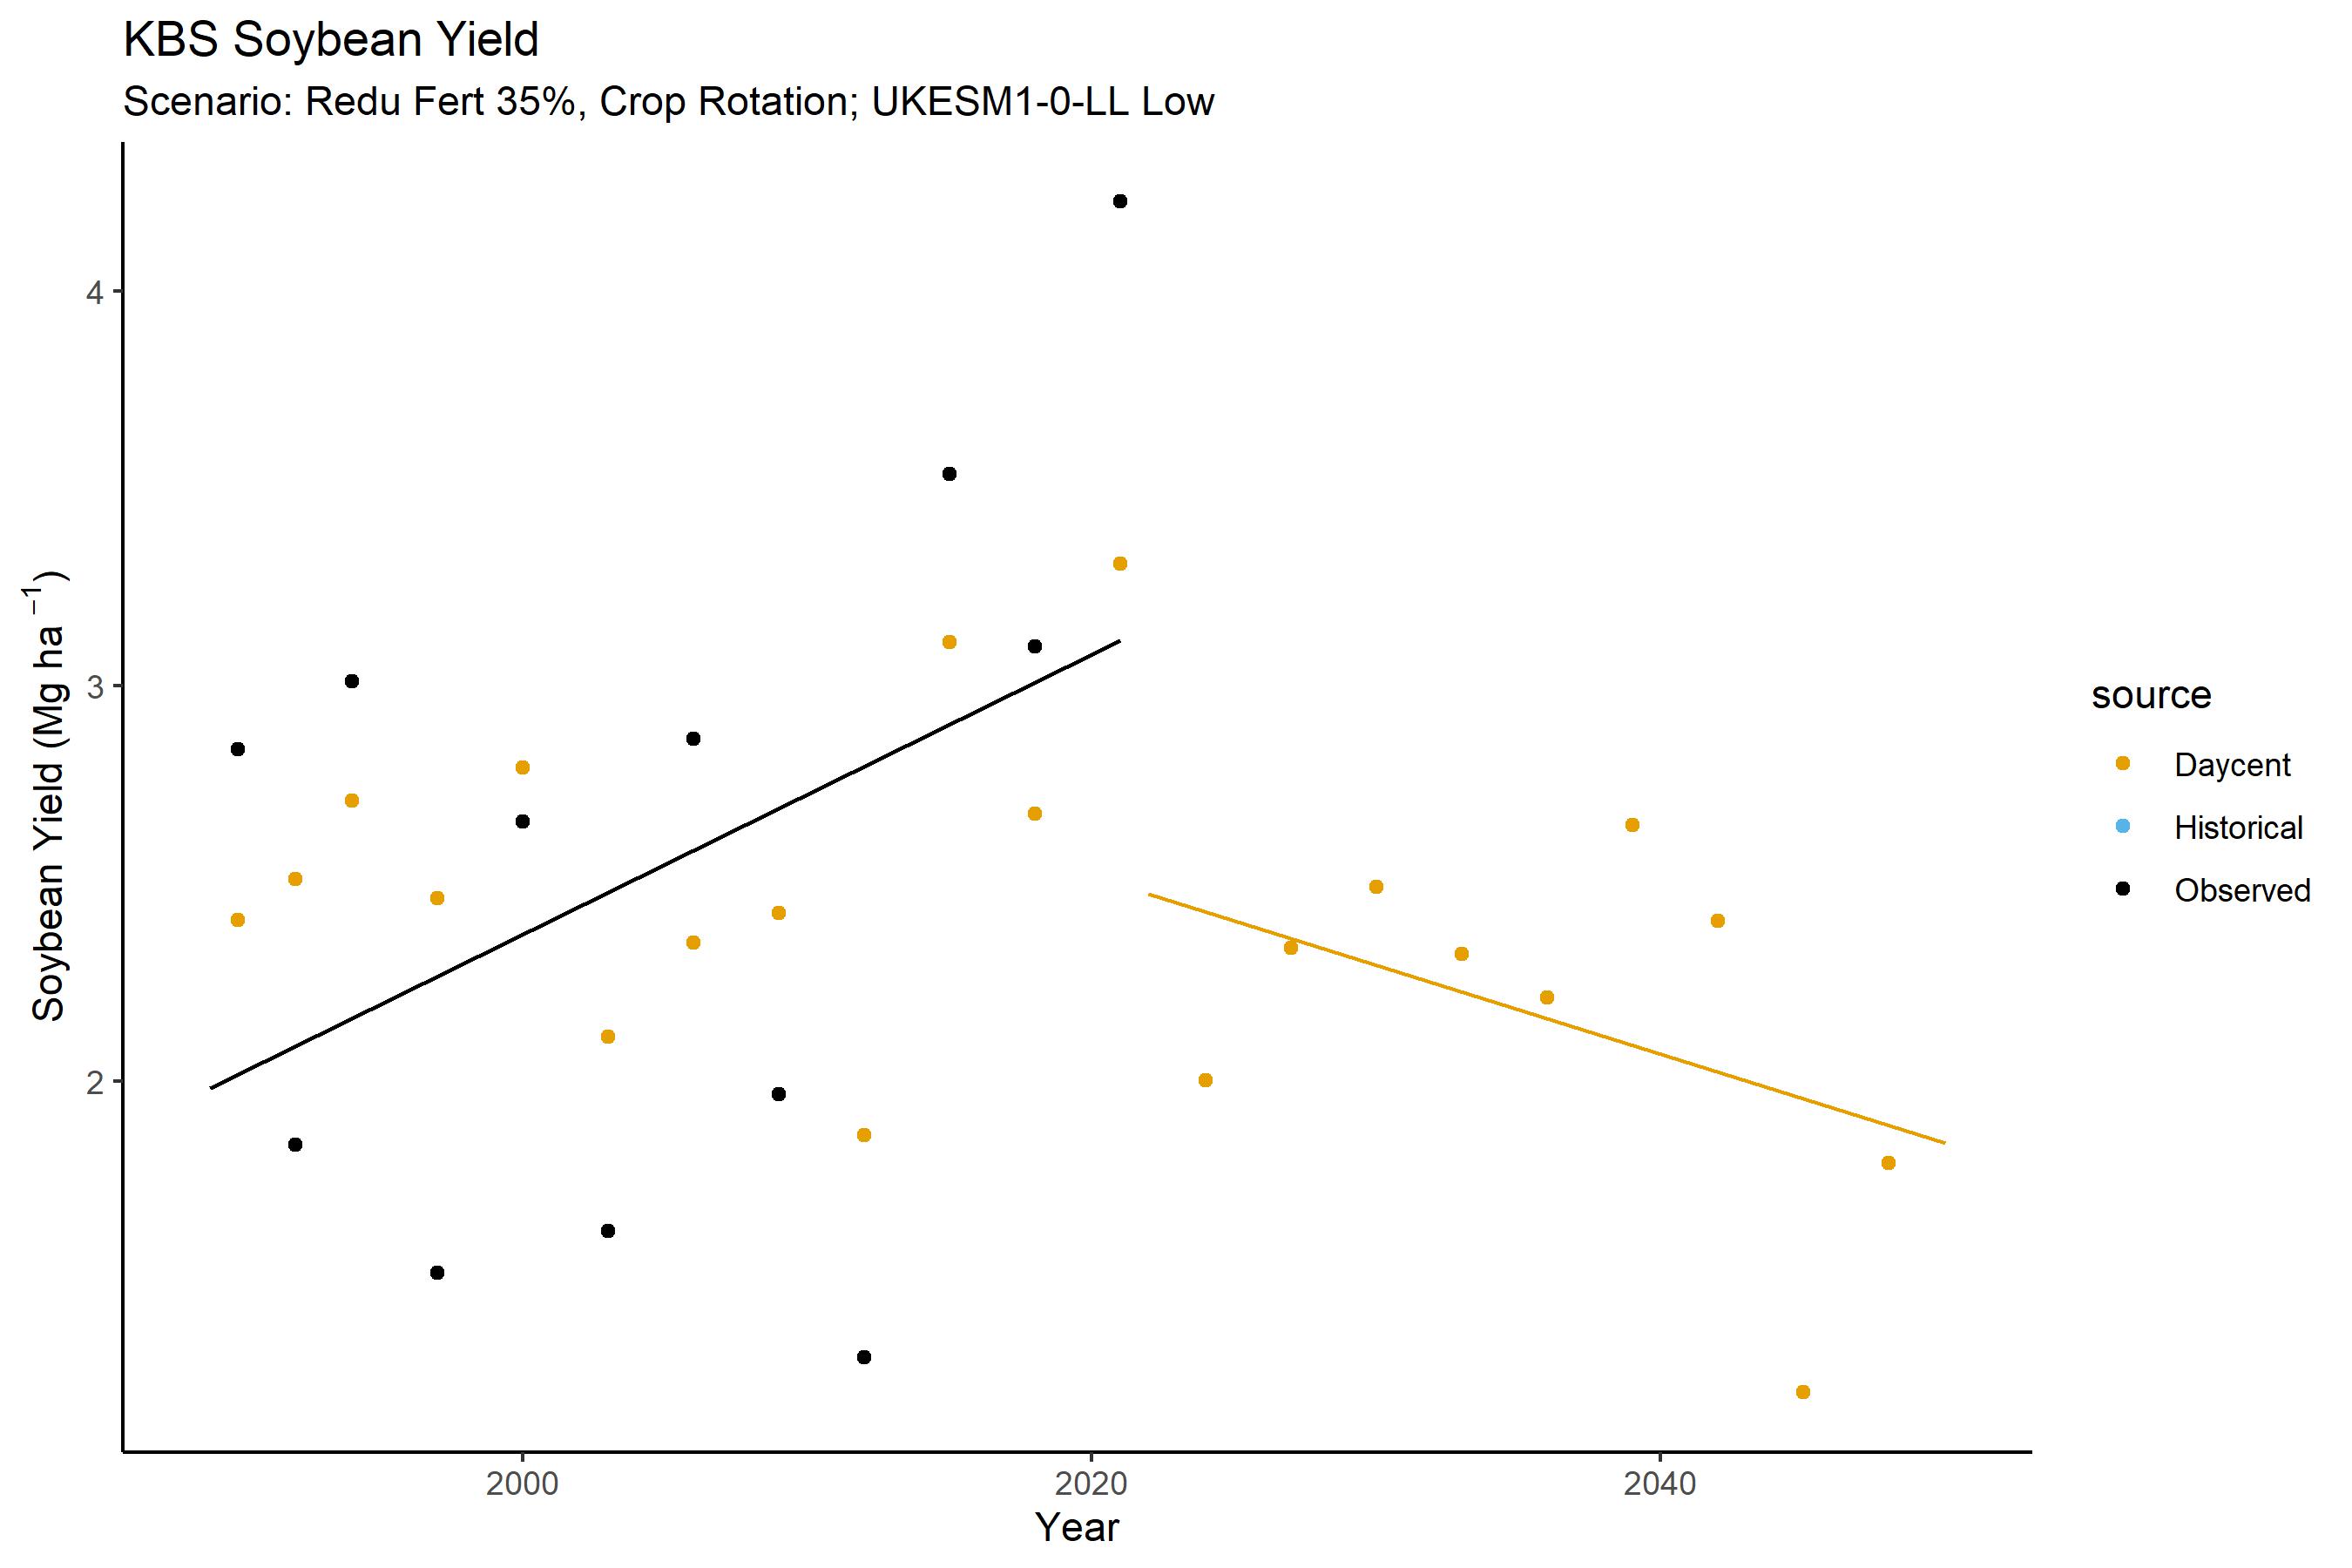 KBS Soybean Yield
Scenario: Redu Fert 35%, Crop Rotation; UKESM1-0-LL Low
Soybean Yield (Mg ha⁻¹)
4
3
2
2000
2020
2040
Year
source
Daycent
Historical
Observed